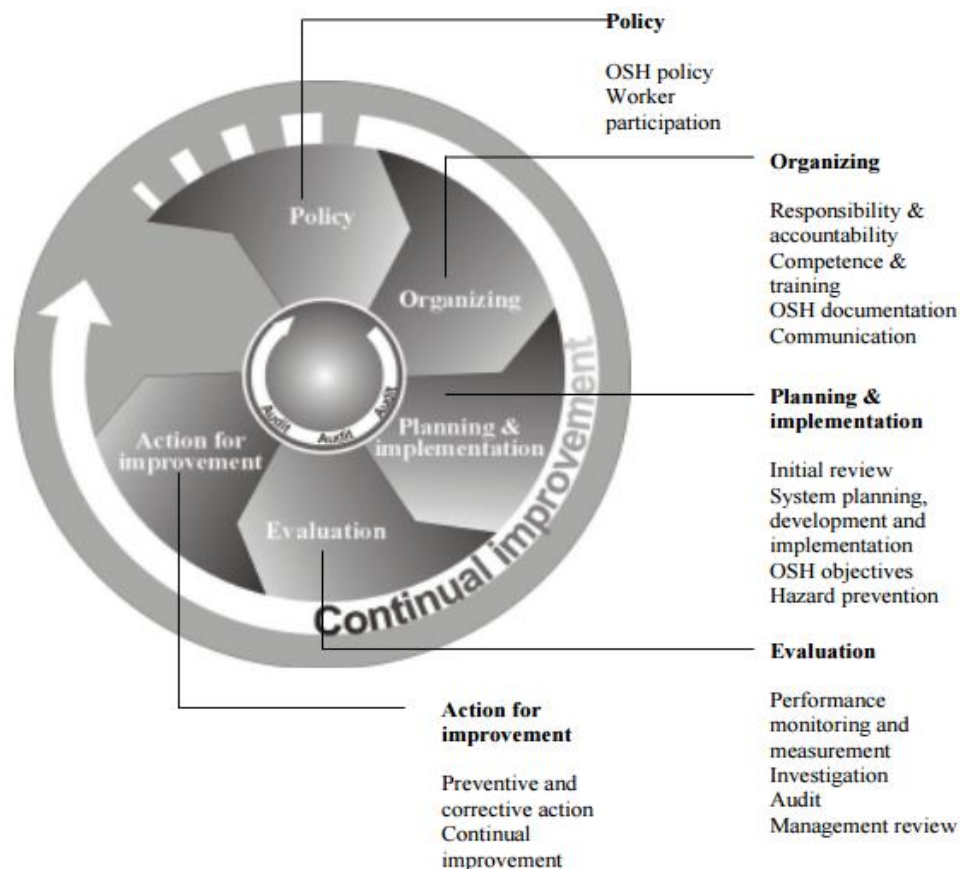 Policy
OSH policy
Worker
participation
Organizing
Responsibility &
accountability
Competence &
training
OSH documentation
Communication
Planning &
implementation
Initial review
System planning,
development and
implementation
OSH objectives
Hazard prevention
Evaluation
Performance
monitoring and
measurement
Investigation
Audit
Management review
Action for
improvement
Preventive and
corrective action
Continual
improvement
Policy
Organizing
Planning &
implementation
Evaluation
Action for
improvement
Audit
Audit
Audit
Continual improvement